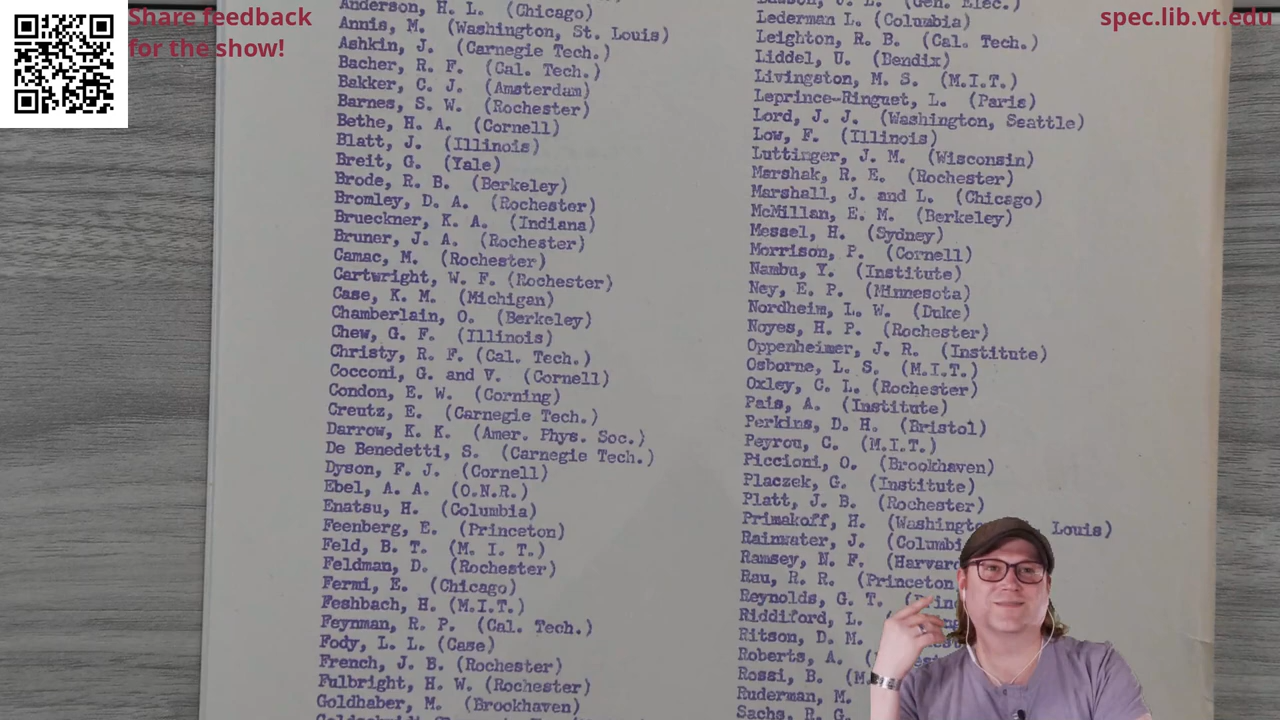 Share feedback
for the show!
spec.lib.vt.edu
Anderson, H. L. (Chicago)
Annis, M. (Washington, St. Louis)
Ashkin, J. (Carnegie Tech.)
Bacher, R. F. (Cal. Tech.)
Bakker, C. J. (Amsterdam)
Barnes, S. W. (Rochester)
Bethe, H. A. (Cornell)
Blatt, J. (Illinois)
Breit, G. (Yale)
Brode, R. B. (Berkeley)
Bromley, D. A. (Rochester)
Brueckner, K. A. (Indiana)
Bruner, J. A. (Rochester)
Camac, M. (Rochester)
Cartwright, W. F. (Rochester)
Case, K. M. (Michigan)
Chamberlain, O. (Berkeley)
Chew, G. F. (Illinois)
Christy, R. F. (Cal. Tech.)
Cocconi, G. and V. (Cornell)
Condon, E. W. (Corning)
Creutz, E. (Carnegie Tech.)
Darrow, K. K. (Amer. Phys. Soc.)
De Benedetti, S. (Carnegie Tech.)
Dyson, F. J. (Cornell)
Ebel, A. A. (O.N.R.)
Enatsu, H. (Columbia)
Feenberg, E. (Princeton)
Feld, B. T. (M. I. T.)
Feldman, D. (Rochester)
Fermi, E. (Chicago)
Feshbach, H. (M.I.T.)
Feynman, R. P. (Cal. Tech.)
Fody, L. L. (Case)
French, J. B. (Rochester)
Fulbright, H. W. (Rochester)
Goldhaber, M. (Brookhaven)
(Gen. Elec.)
Lederman L. (Columbia)
Leighton, R. B. (Cal. Tech.)
Liddel, U. (Bendix)
Livingston, M. S. (M.I.T.)
Leprince-Ringuet, L. (Paris)
Lord, J. J. (Washington, Seattle)
Low, F. (Illinois)
Luttinger, J. M. (Wisconsin)
Marshak, R. E. (Rochester)
Marshall, J. and L. (Chicago)
McMillan, E. M. (Berkeley)
Messel, H. (Sydney)
Morrison, P. (Cornell)
Nambu, Y. (Institute)
Ney, E. P. (Minnesota)
Nordheim, L. W. (Duke)
Noyes, H. P. (Rochester)
Oppenheimer, J. R. (Institute)
Osborne, L. S. (M.I.T.)
Oxley, C. L. (Rochester)
Pais, A. (Institute)
Perkins, D. H. (Bristol)
Peyrou, C. (M.I.T.)
Piccioni, O. (Brookhaven)
Placzek, G. (Institute)
Platt, J. B. (Rochester)
Primakoff, H. Louis)
Rainwater, J.
Ramsey, N. F. (Harvard
Rau, R. R. (Princeton
Reynolds, G. T.
Riddiford, L.
Ritson, D. M.
Roberts, A.
Rossi, B. (M.
Ruderman, M.
Sachs, R. G.